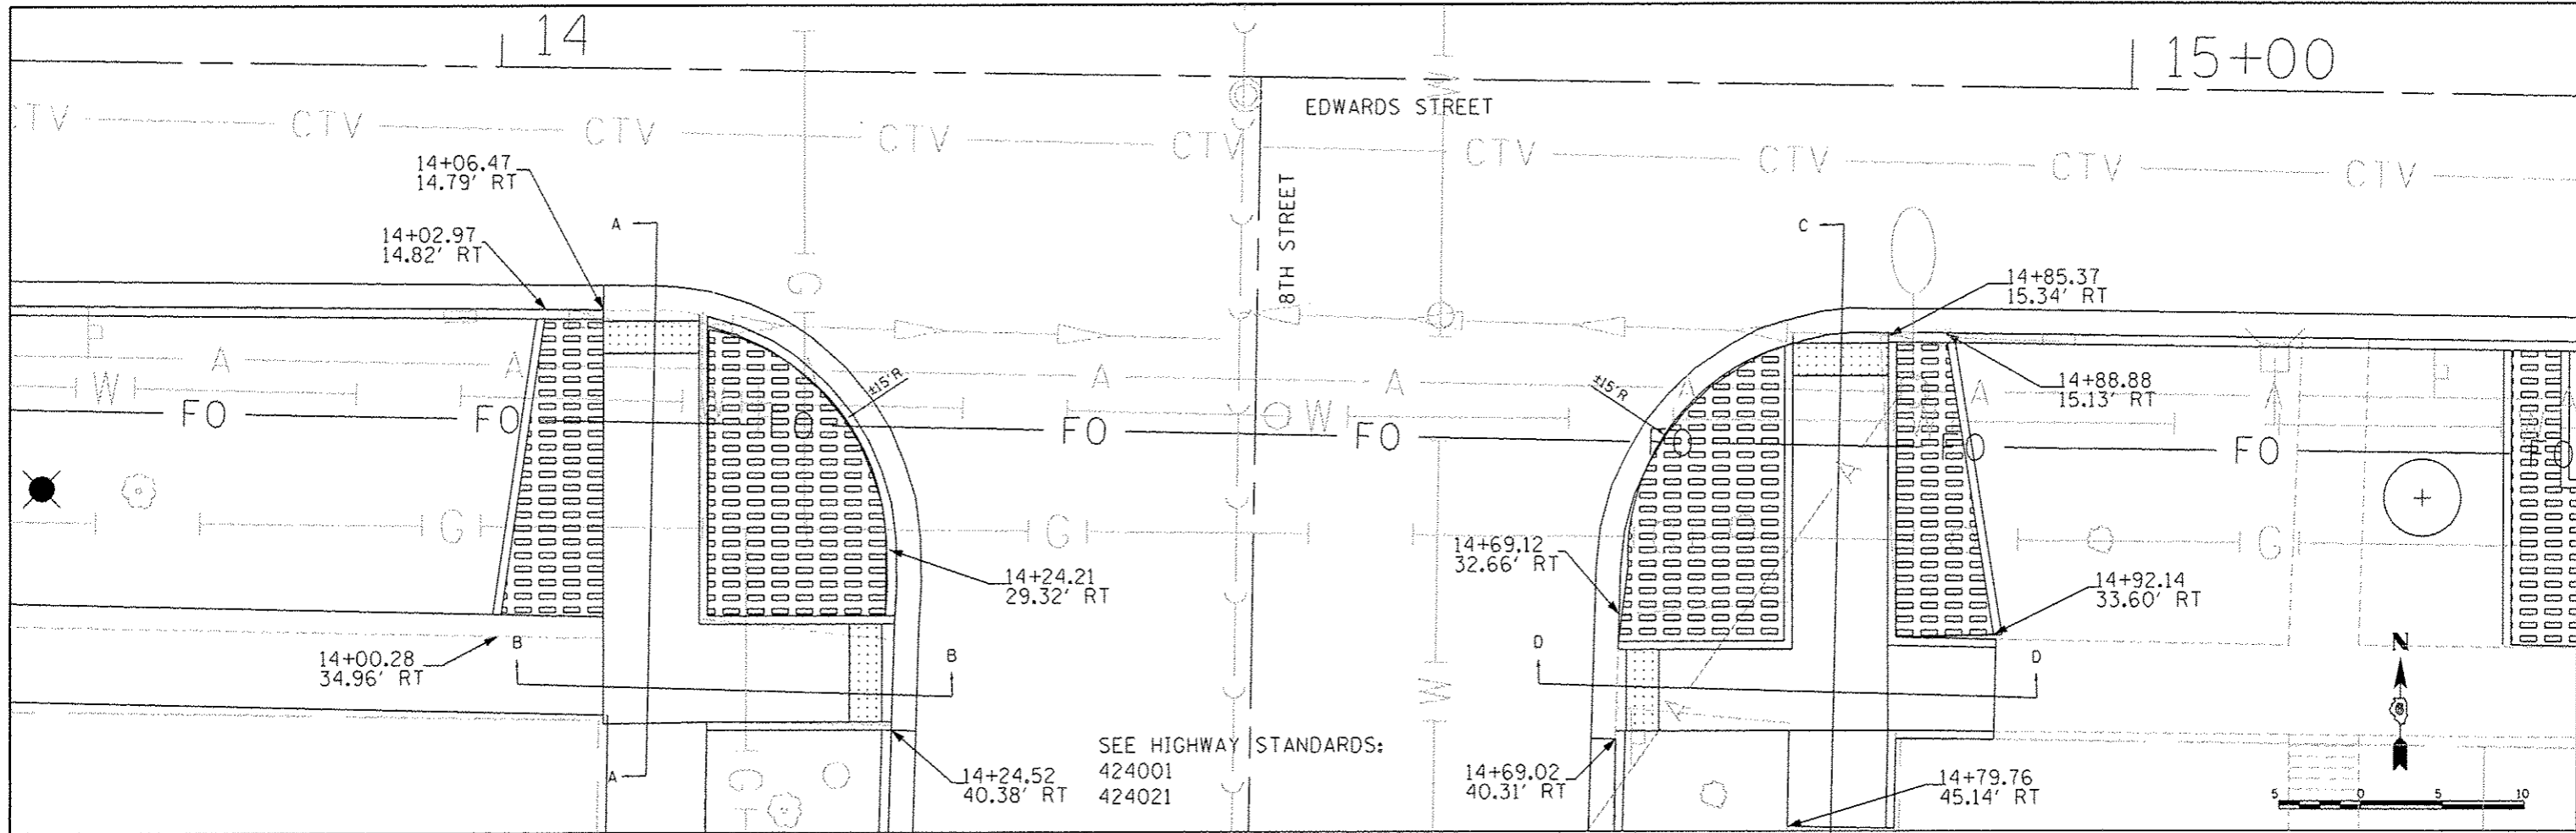 14
15+00
EDWARDS STREET
CTV CTV CTV CTV CTV CTV CTV CTV CTV
W
14+06.47
14.79' RT
A
14+02.97
14.82' RT
8TH STREET
C
14+85.37
15.34' RT
G
P
A A A A A A A
±15'R
±15'R
14+88.88
15.13' RT
P
W W W
FO FO FO FO FO FO FO
A
G G G
14+24.21
29.32' RT
14+69.12
32.66' RT
14+92.14
33.60' RT
14+00.28
34.96' RT
B B
D D
N
W
A
SEE HIGHWAY STANDARDS:
424001
424021
A
G
14+24.52
40.38' RT
14+69.02
40.31' RT
14+79.76
45.14' RT
5 0 5 10